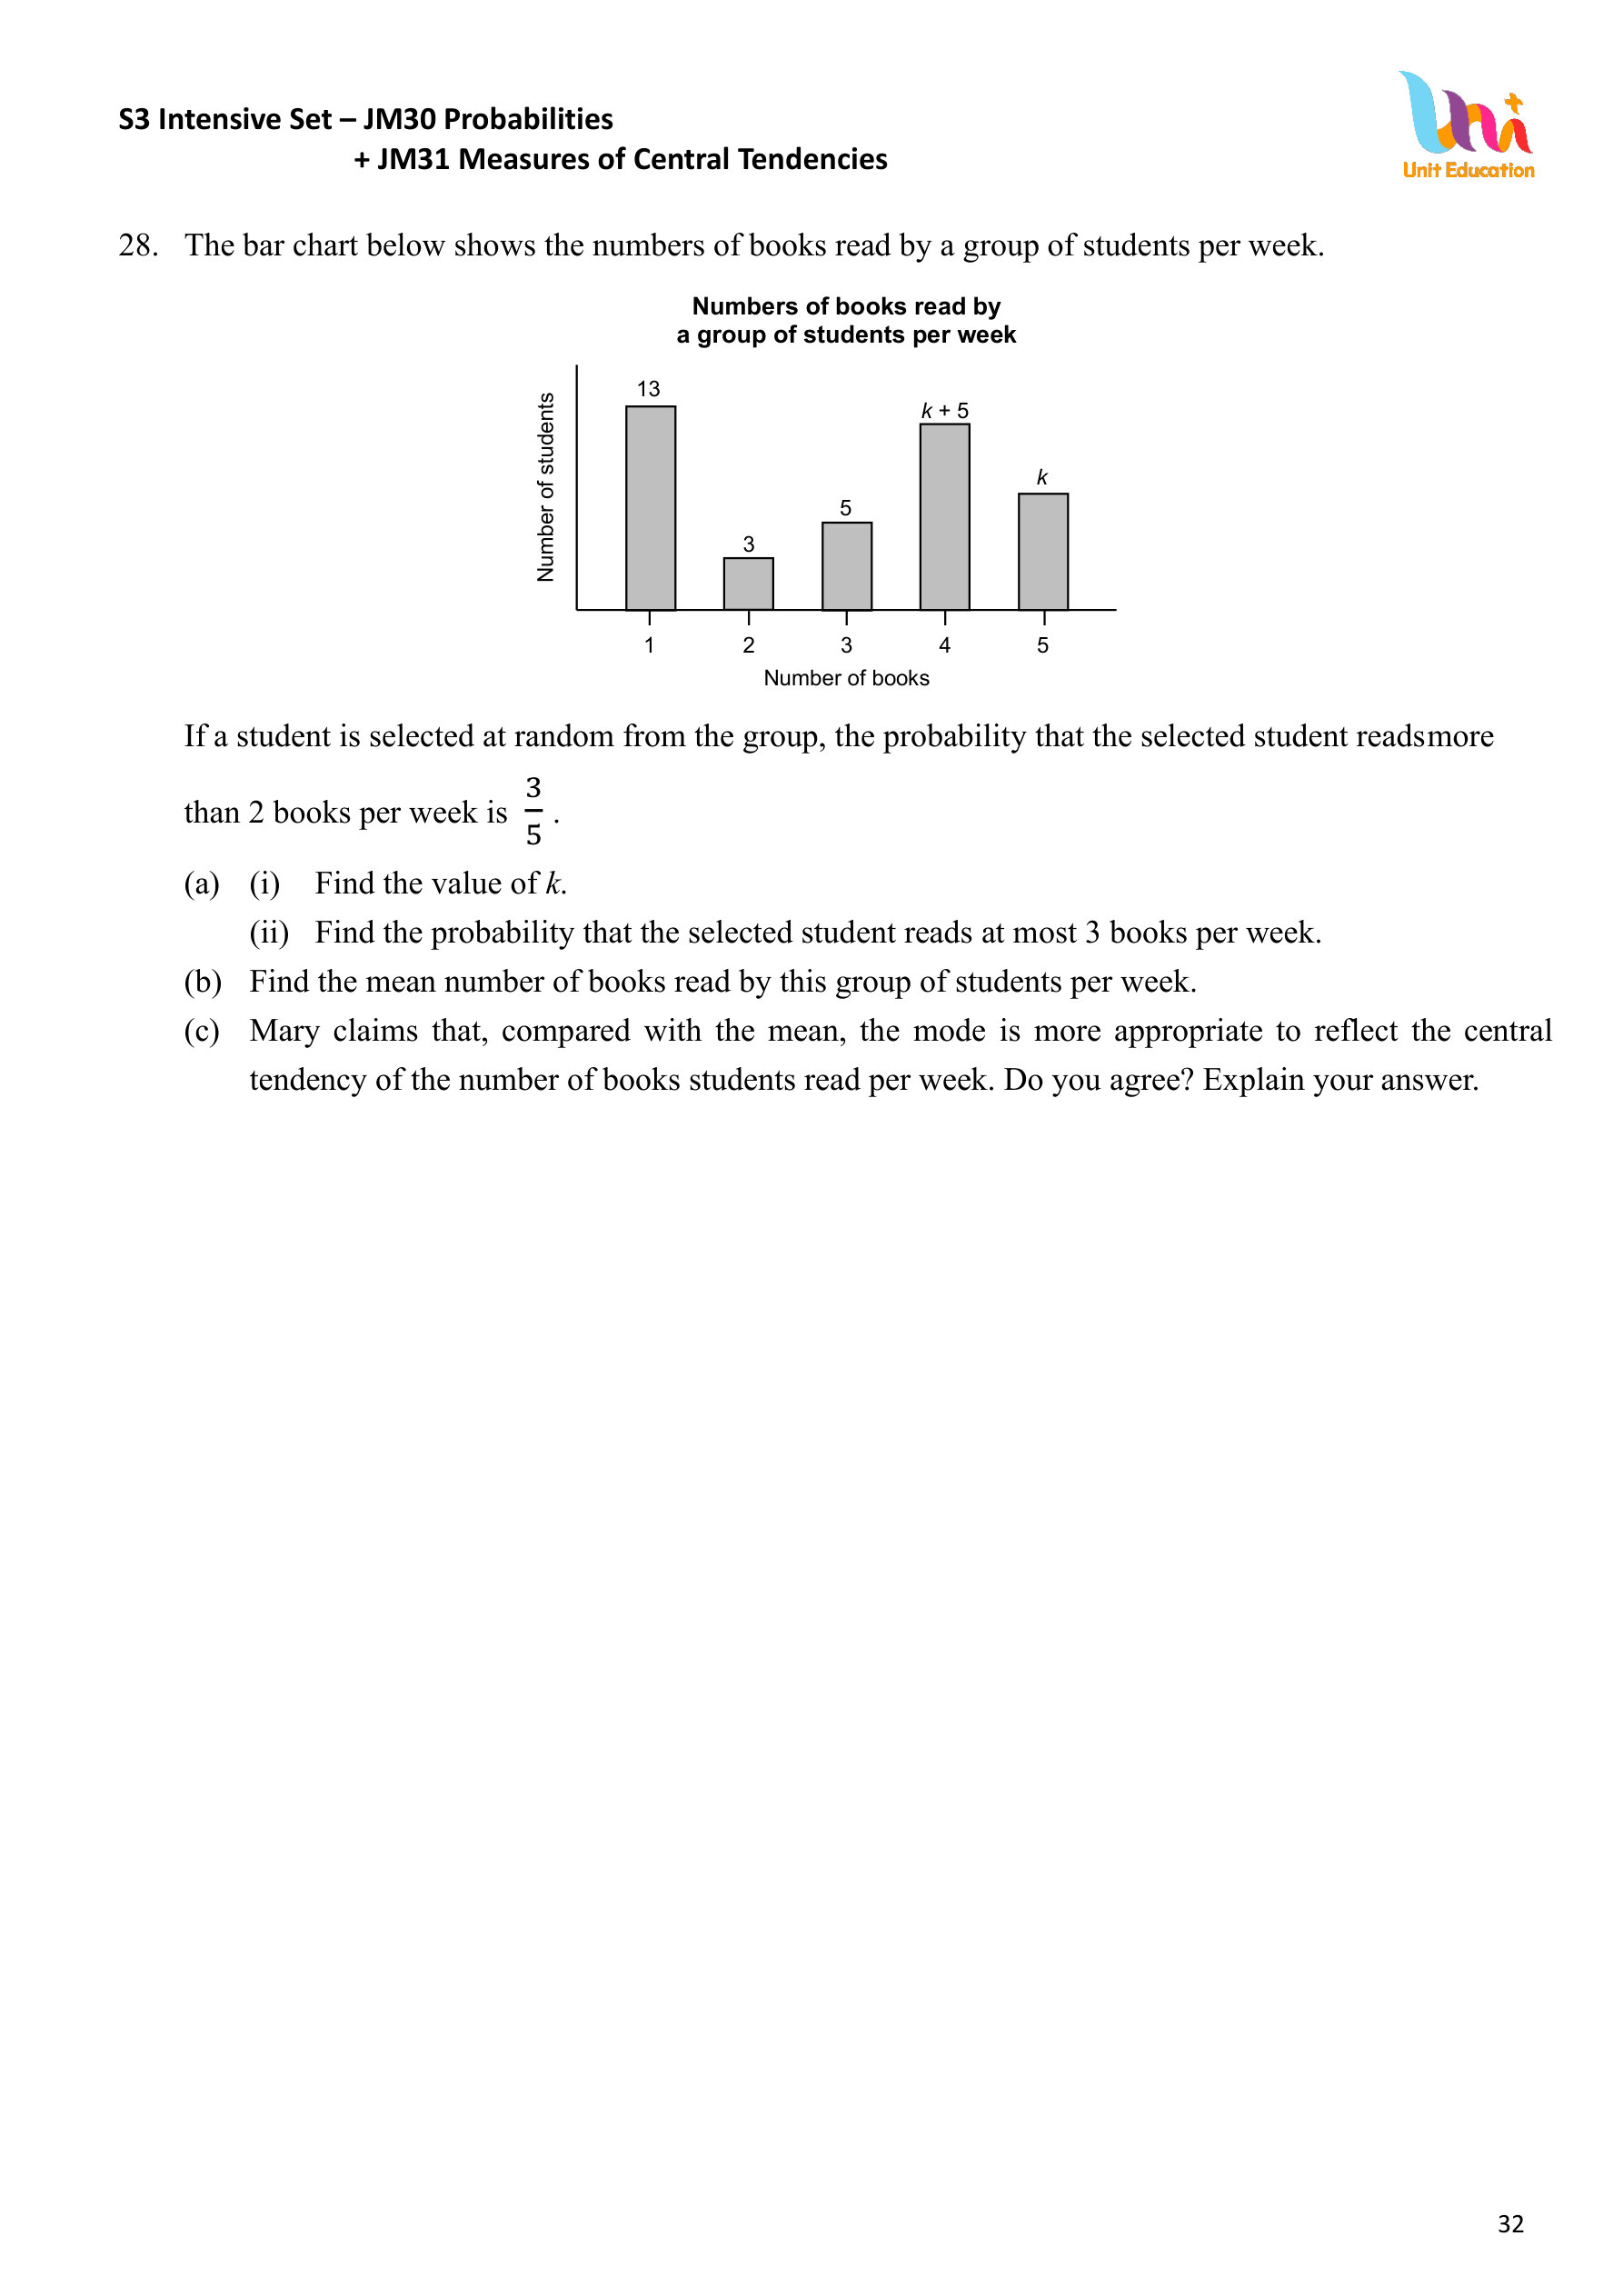 S3 Intensive Set – JM30 Probabilities
+ JM31 Measures of Central Tendencies
Unit Education
28. The bar chart below shows the numbers of books read by a group of students per week.
Numbers of books read by
a group of students per week
Number of students
13
3
5
k + 5
k
1 2 3 4 5
Number of books
If a student is selected at random from the group, the probability that the selected student readsmore
than 2 books per week is 3/5 .
(a) (i) Find the value of k.
(ii) Find the probability that the selected student reads at most 3 books per week.
(b) Find the mean number of books read by this group of students per week.
(c) Mary claims that, compared with the mean, the mode is more appropriate to reflect the central
tendency of the number of books students read per week. Do you agree? Explain your answer.
32